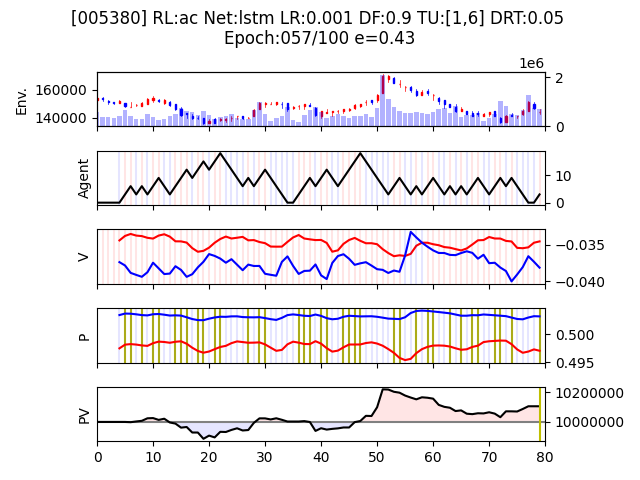 [005380] RL:ac Net:lstm LR:0.001 DF:0.9 TU:[1,6] DRT:0.05
Epoch:057/100 e=0.43
1e6
Env.
160000
140000
2
0
Agent
10
0
V
−0.035
−0.040
P
0.500
0.495
PV
10200000
10000000
0 10 20 30 40 50 60 70 80